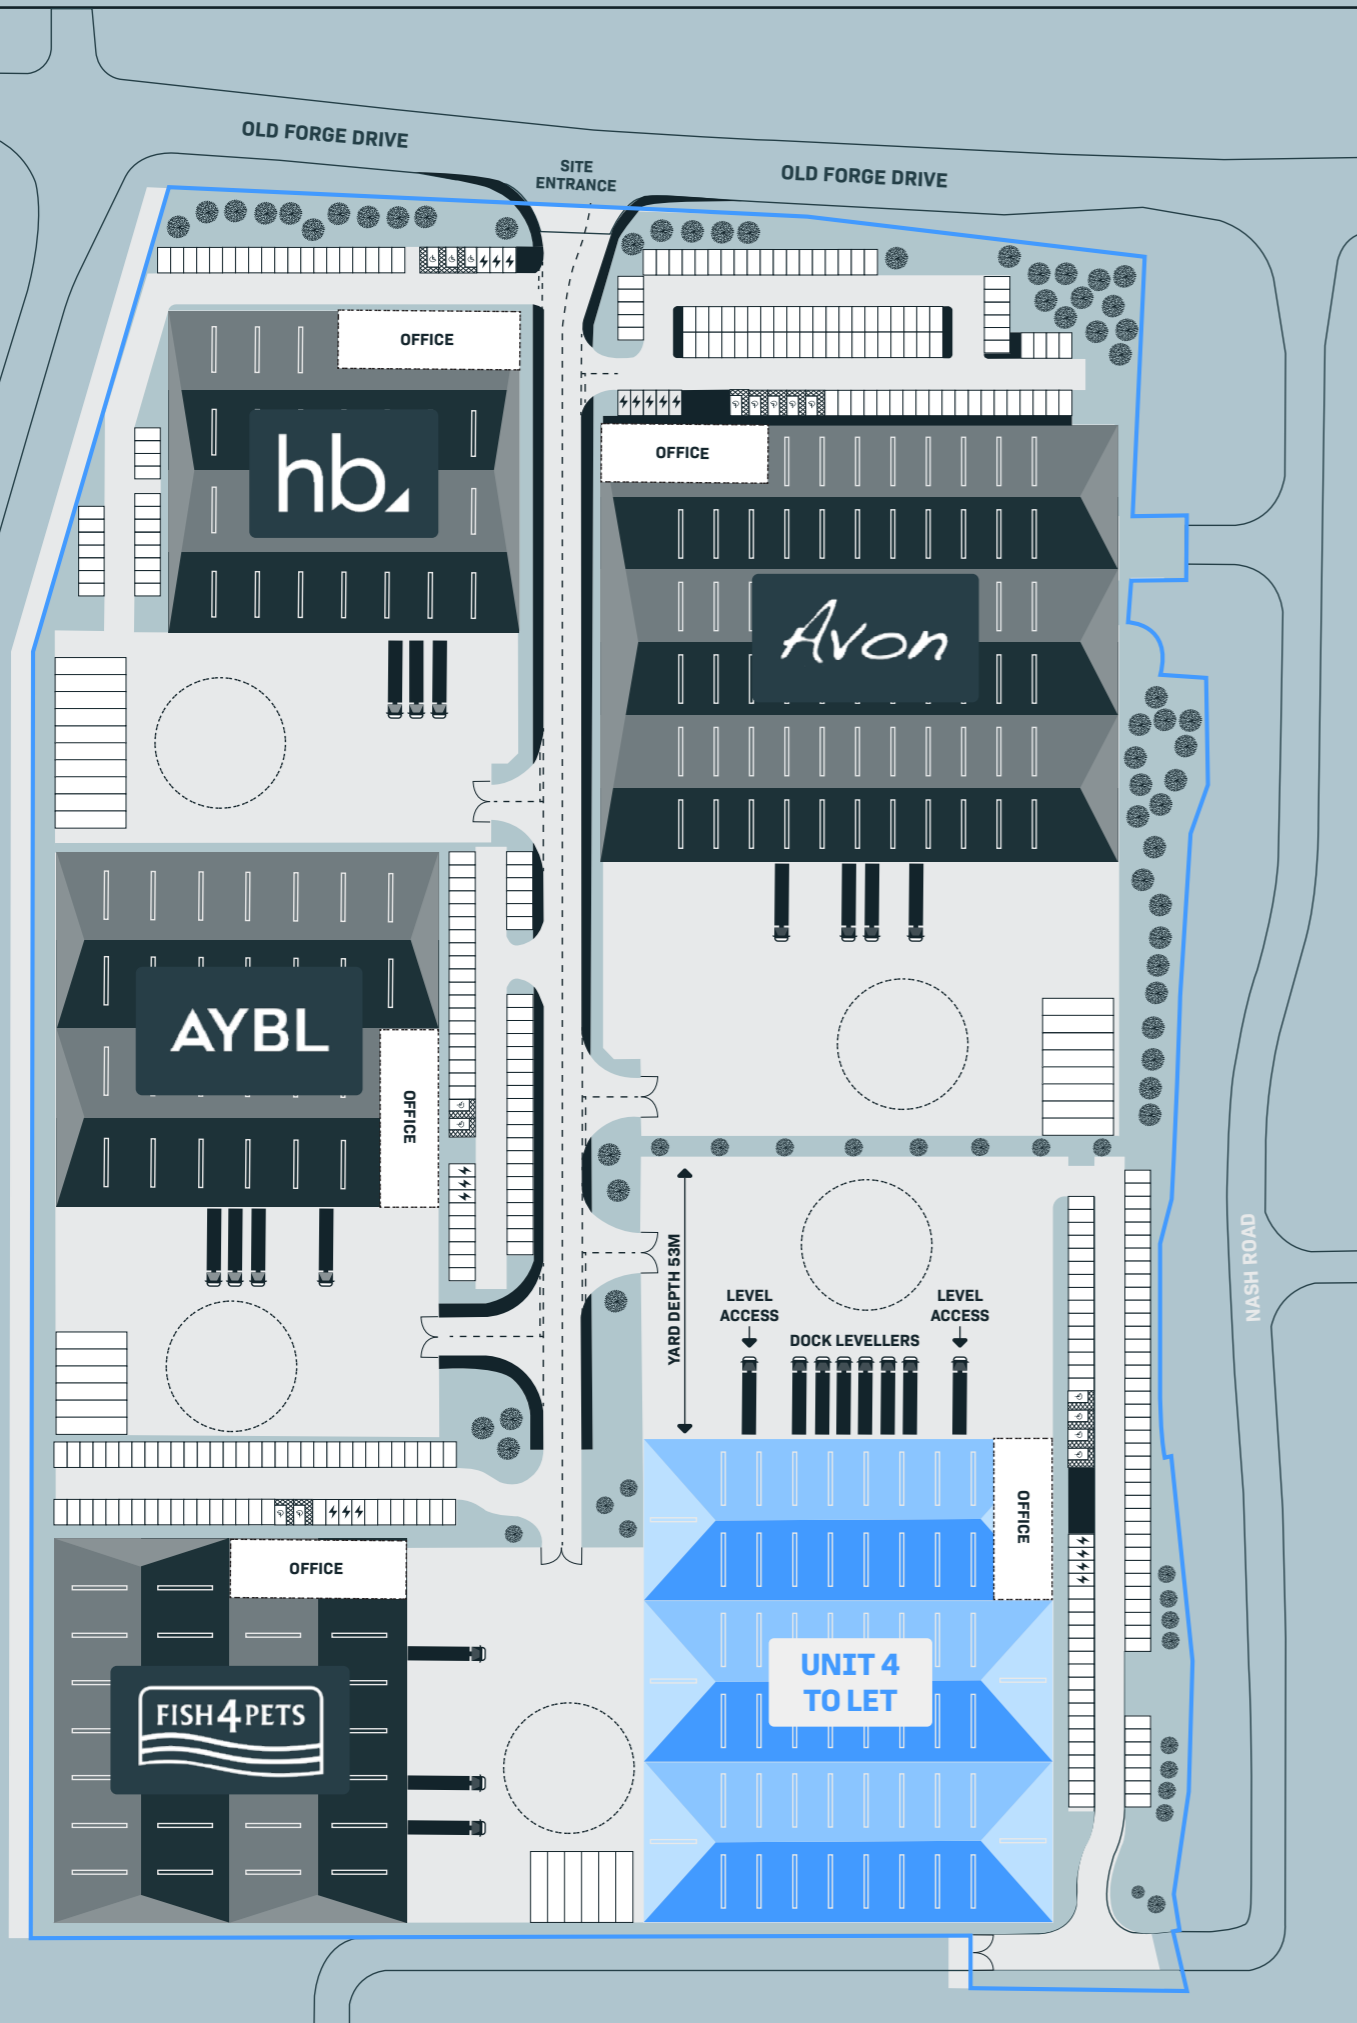 OLD FORGE DRIVE
SITE
ENTRANCE
OLD FORGE DRIVE
OFFICE
hb
OFFICE
Avon
AYBL
OFFICE
YARD DEPTH 53M
LEVEL
ACCESS
LEVEL
ACCESS
DOCK LEVELLERS
NASH ROAD
OFFICE
OFFICE
UNIT 4
TO LET
FISH4PETS